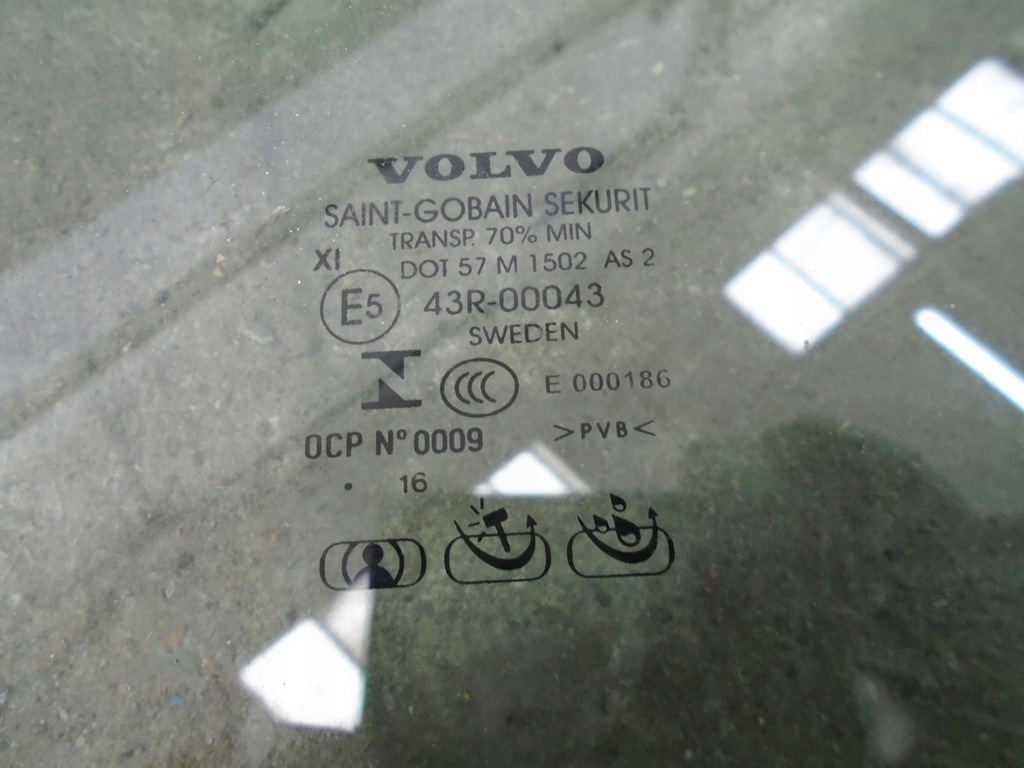 VOLVO
SAINT-GOBAIN SEKURIT
TRANSP. 70% MIN
XI DOT 57 M 1502 AS 2
E5 43R-00043
SWEDEN
CCC E 000186
OCP N° 0009 >PVB<
. 16